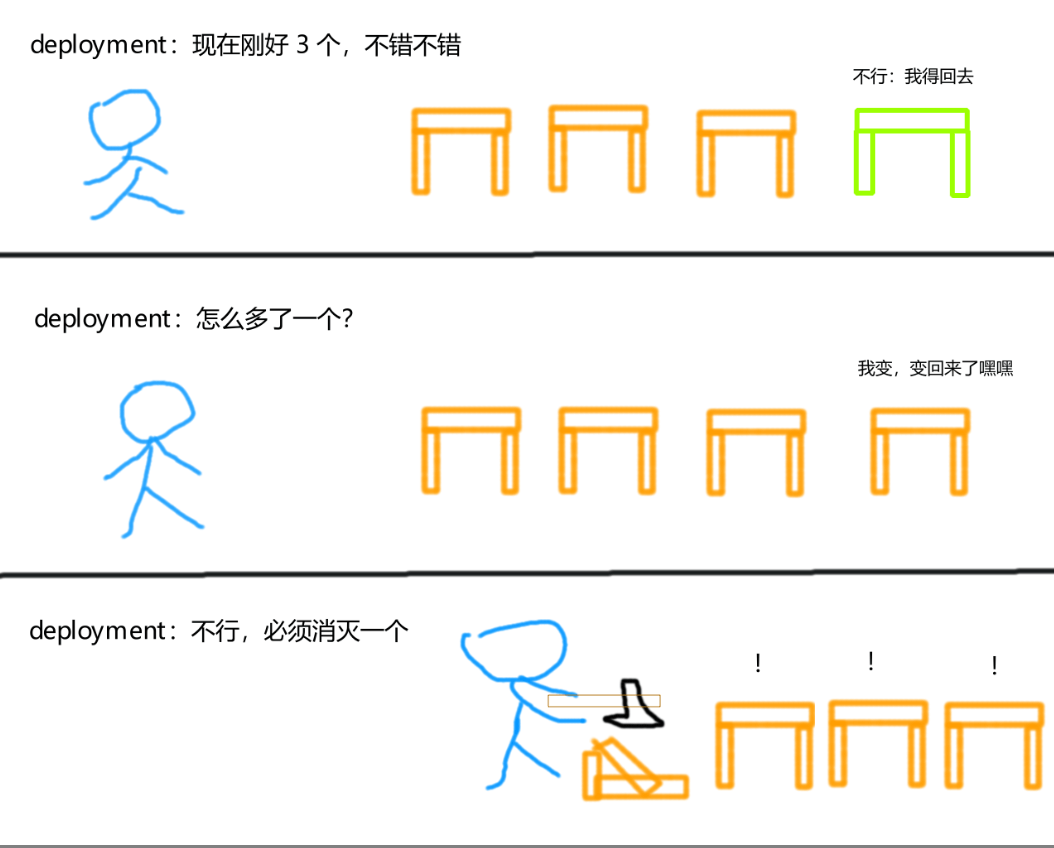 deployment：现在刚好 3 个，不错不错
不行：我得回去
deployment：怎么多了一个？
我变，变回来了嘿嘿
deployment：不行，必须消灭一个
！
！
！